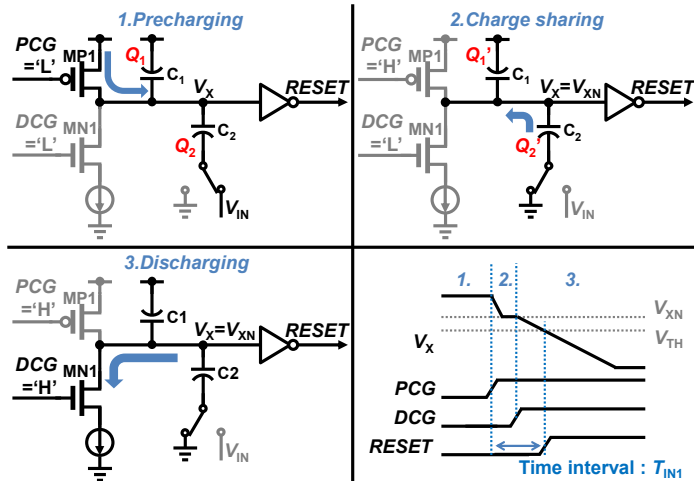 1.Precharging
PCG
='L'
MP1
Q1
C1
VX
RESET
DCG
='L'
MN1
Q2
C2
VIN
2.Charge sharing
PCG
='H'
MP1
Q1'
C1
VX=VXN
RESET
DCG
='L'
MN1
Q2'
C2
VIN
3.Discharging
PCG
='H'
MP1
C1
VX=VXN
RESET
DCG
='H'
MN1
C2
VIN
1. 2. 3.
VXN
VTH
VX
PCG
DCG
RESET
Time interval : TIN1